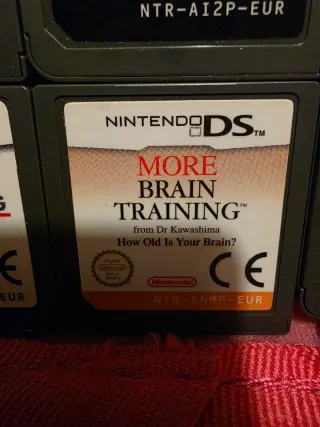 NTR-AI2P-EUR
NINTENDO DS™
MORE
BRAIN
TRAINING™
from Dr Kawashima
How Old Is Your Brain?
Nintendo
CE
NTR-ANMP-EUR
G
CE
-EUR